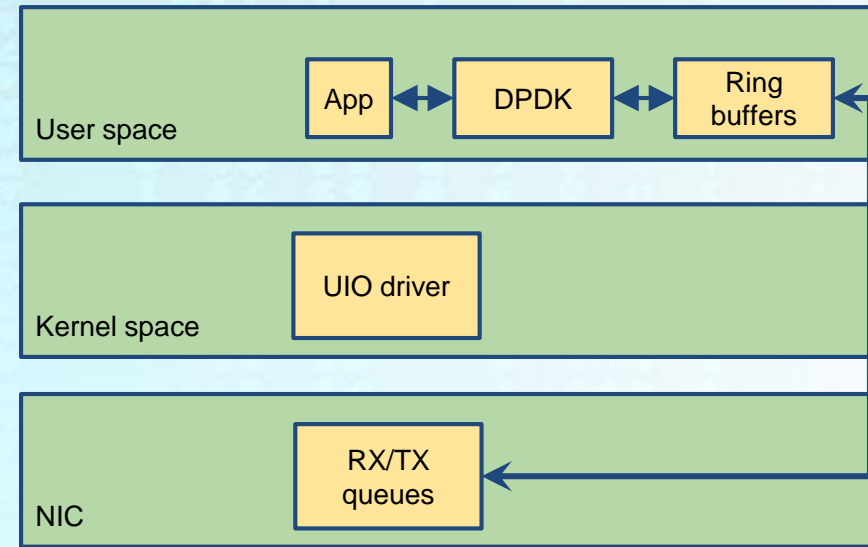 App
DPDK
Ring
buffers
User space
UIO driver
Kernel space
RX/TX
queues
NIC